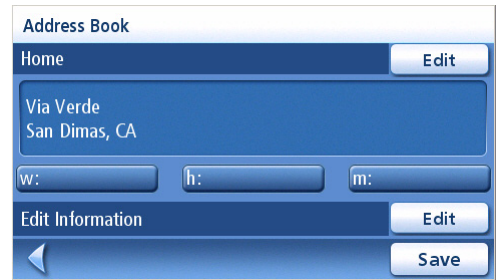 Address Book
Home Edit
Via Verde
San Dimas, CA
w: h: m:
Edit Information Edit
Save